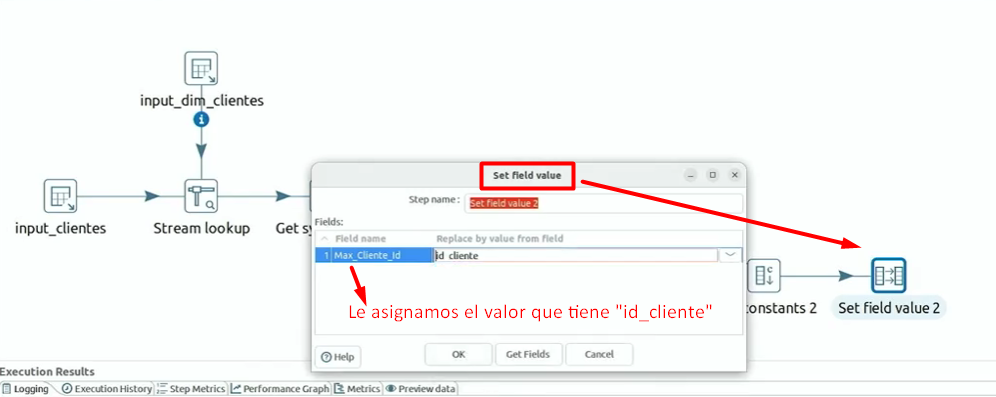 input_dim_clientes
input_clientes
Stream lookup
Get sy
Set field value
Step name :
Set field value 2
Fields:
Field name
Replace by value from field
1
Max_Cliente_Id
id_cliente
Le asignamos el valor que tiene "id_cliente"
Help
OK
Get Fields
Cancel
constants 2
Set field value 2
Execution Results
Logging
Execution History
Step Metrics
Performance Graph
Metrics
Preview data